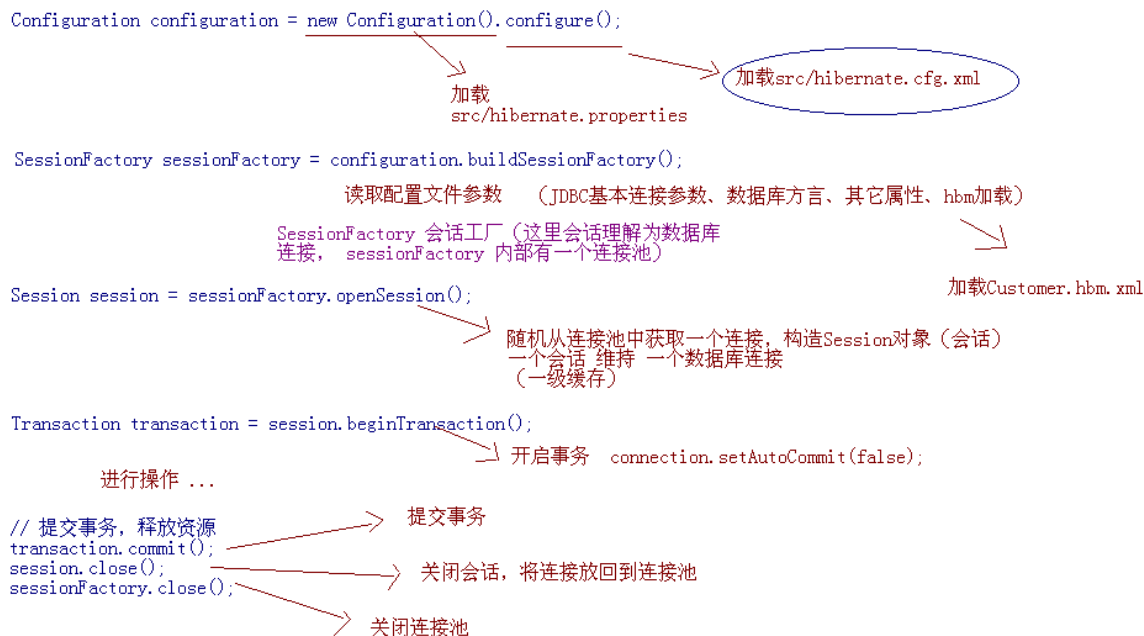 Configuration configuration = new Configuration().configure();
加载src/hibernate.cfg.xml
加载
src/hibernate.properties
SessionFactory sessionFactory = configuration.buildSessionFactory();
读取配置文件参数 （JDBC基本连接参数、数据库方言、其它属性、hbm加载）
SessionFactory 会话工厂（这里会话理解为数据库
连接， sessionFactory 内部有一个连接池）
加载Customer.hbm.xml
Session session = sessionFactory.openSession();
随机从连接池中获取一个连接，构造Session对象（会话）
一个会话 维持 一个数据库连接
（一级缓存）
Transaction transaction = session.beginTransaction();
开启事务 connection.setAutoCommit(false);
进行操作 ...
// 提交事务，释放资源
提交事务
transaction.commit();
session.close();
关闭会话，将连接放回到连接池
sessionFactory.close();
关闭连接池